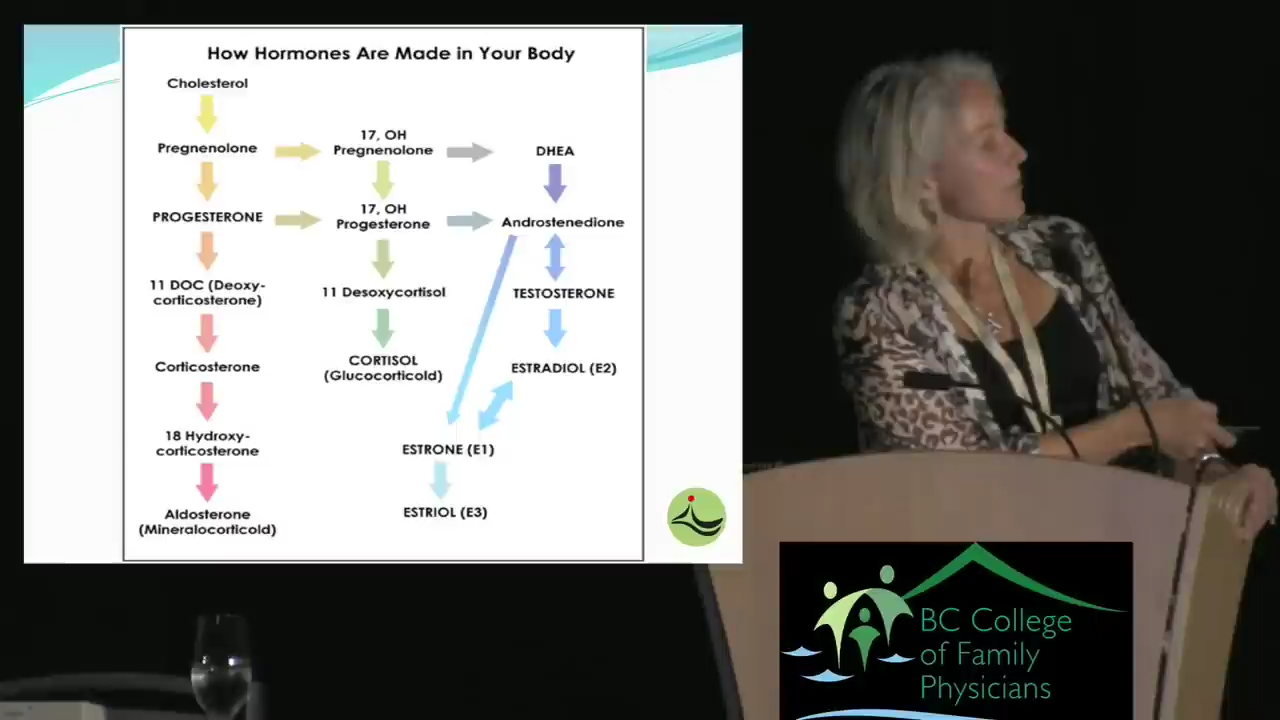 How Hormones Are Made in Your Body
Cholesterol
Pregnenolone
17, OH
Pregnenolone
DHEA
PROGESTERONE
17, OH
Progesterone
Androstenedione
11 DOC (Deoxy-
corticosterone)
11 Desoxycortisol
TESTOSTERONE
Corticosterone
CORTISOL
(Glucocorticold)
ESTRADIOL (E2)
18 Hydroxy-
corticosterone
ESTRONE (E1)
Aldosterone
(Mineralocorticold)
ESTRIOL (E3)
BC College
of Family
Physicians